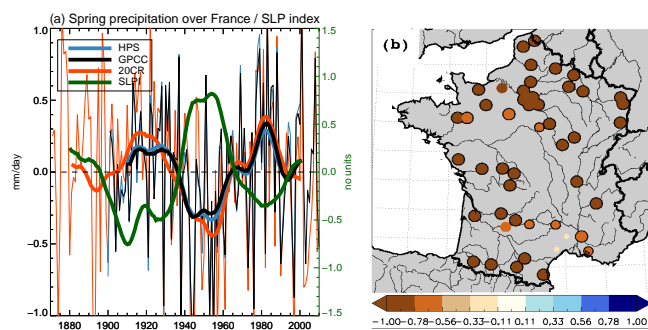 (a) Spring precipitation over France / SLP index
HPS
GPCC
20CR
SLPI
1.0
0.5
0.0
−0.5
−1.0
mm/day
1.5
1.0
0.5
0.0
−0.5
−1.0
−1.5
no units
1880 1900 1920 1940 1960 1980 2000
(b)
−1.00−0.78−0.56−0.33−0.11 0.11 0.33 0.56 0.78 1.00